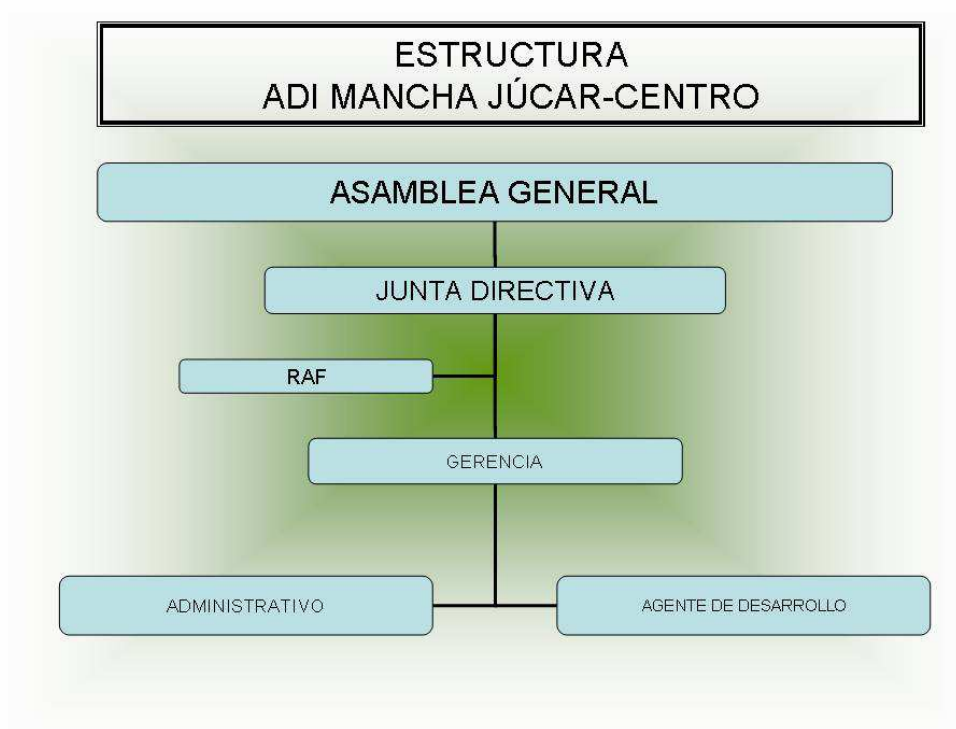 ESTRUCTURA
ADI MANCHA JÚCAR-CENTRO
ASAMBLEA GENERAL
JUNTA DIRECTIVA
RAF
GERENCIA
ADMINISTRATIVO
AGENTE DE DESARROLLO